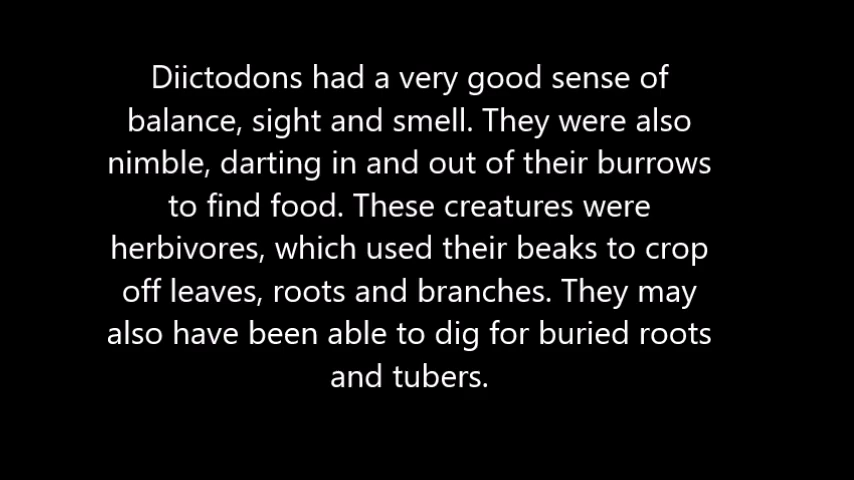 Diictodons had a very good sense of
balance, sight and smell. They were also
nimble, darting in and out of their burrows
to find food. These creatures were
herbivores, which used their beaks to crop
off leaves, roots and branches. They may
also have been able to dig for buried roots
and tubers.